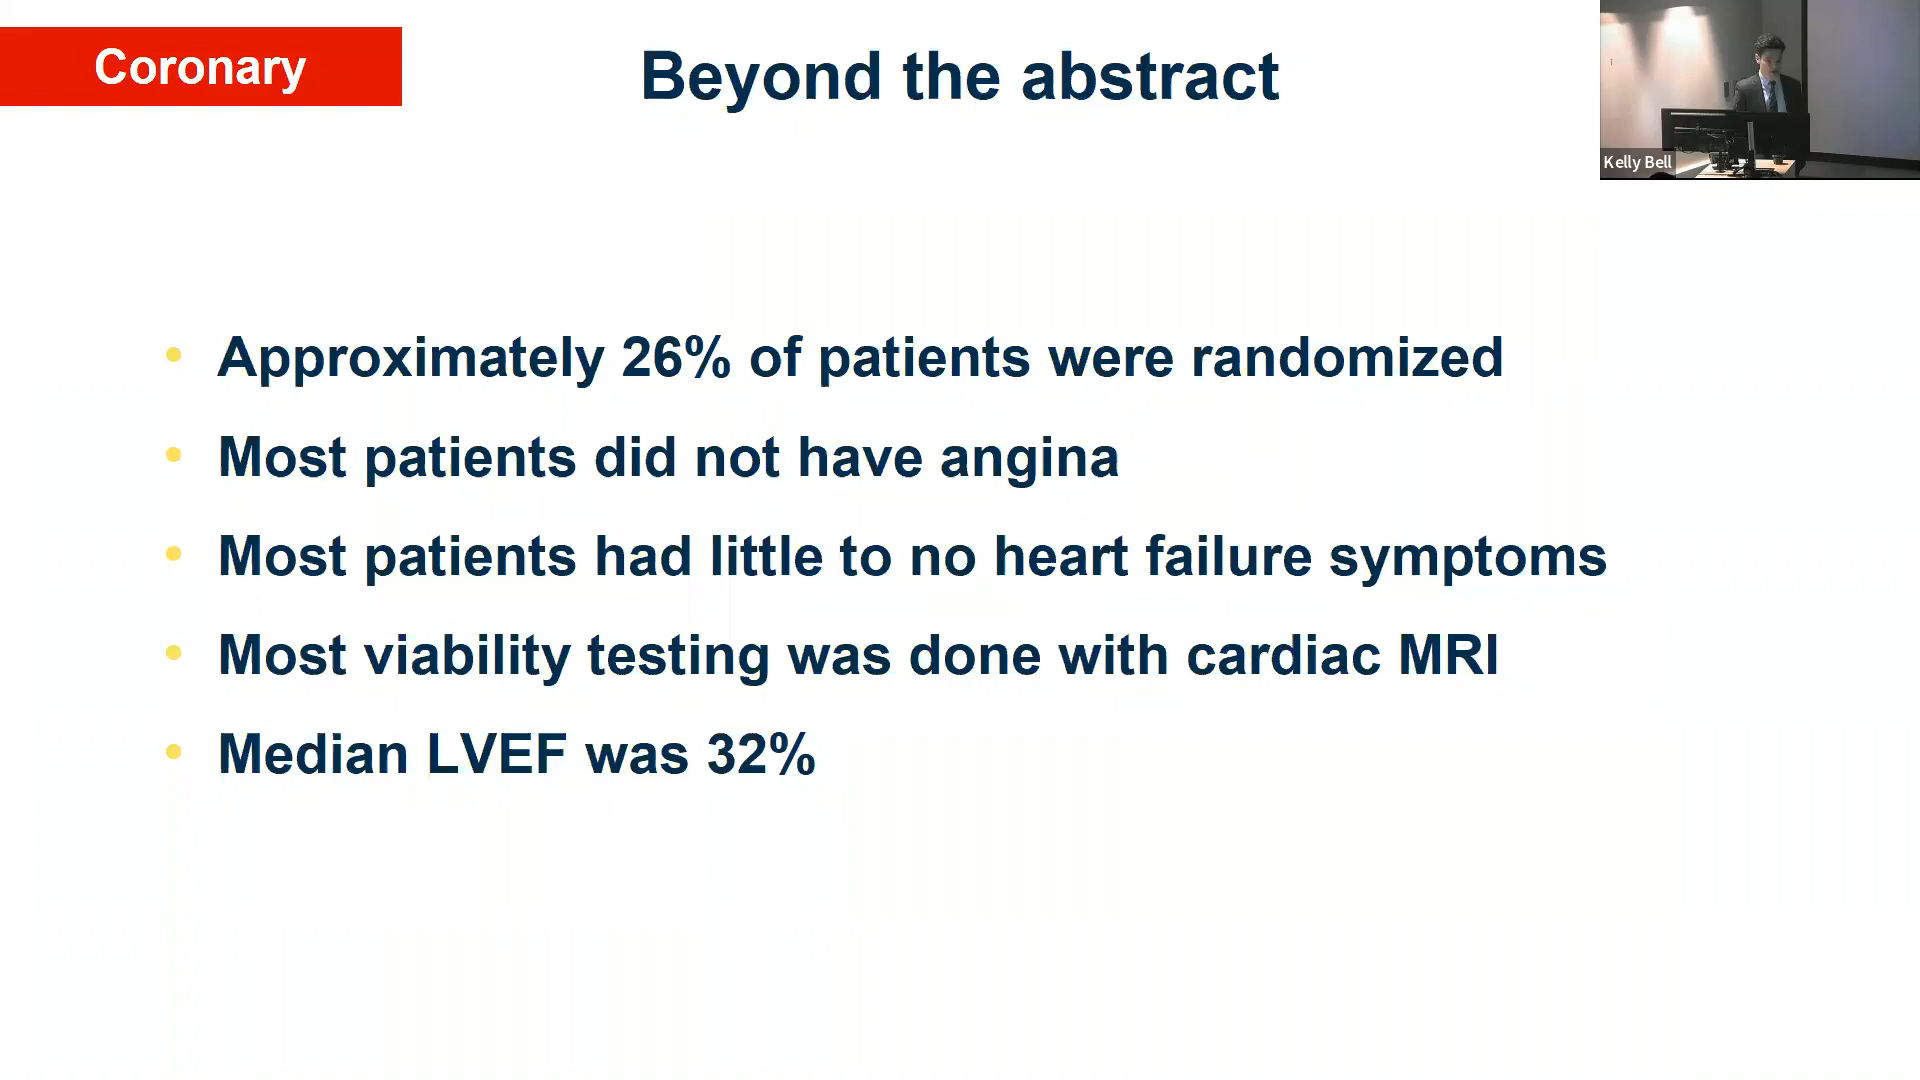 Coronary
Beyond the abstract
Kelly Bell
• Approximately 26% of patients were randomized
• Most patients did not have angina
• Most patients had little to no heart failure symptoms
• Most viability testing was done with cardiac MRI
• Median LVEF was 32%